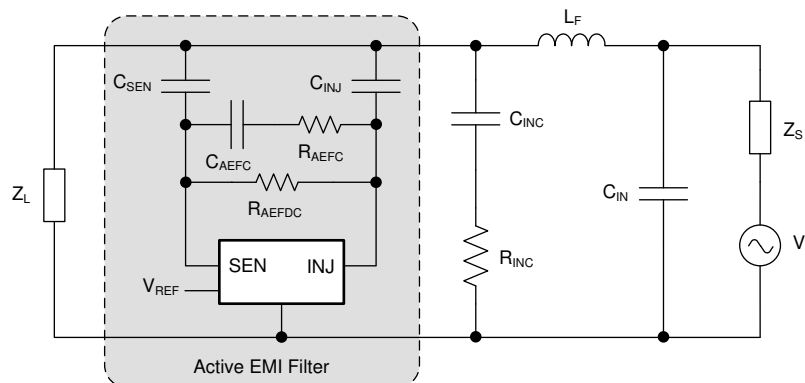 L_F
C_SEN
C_INJ
C_INC
Z_S
C_AEFC
R_AEFC
Z_L
R_AEFDC
C_IN
V
SEN
INJ
R_INC
V_REF
Active EMI Filter